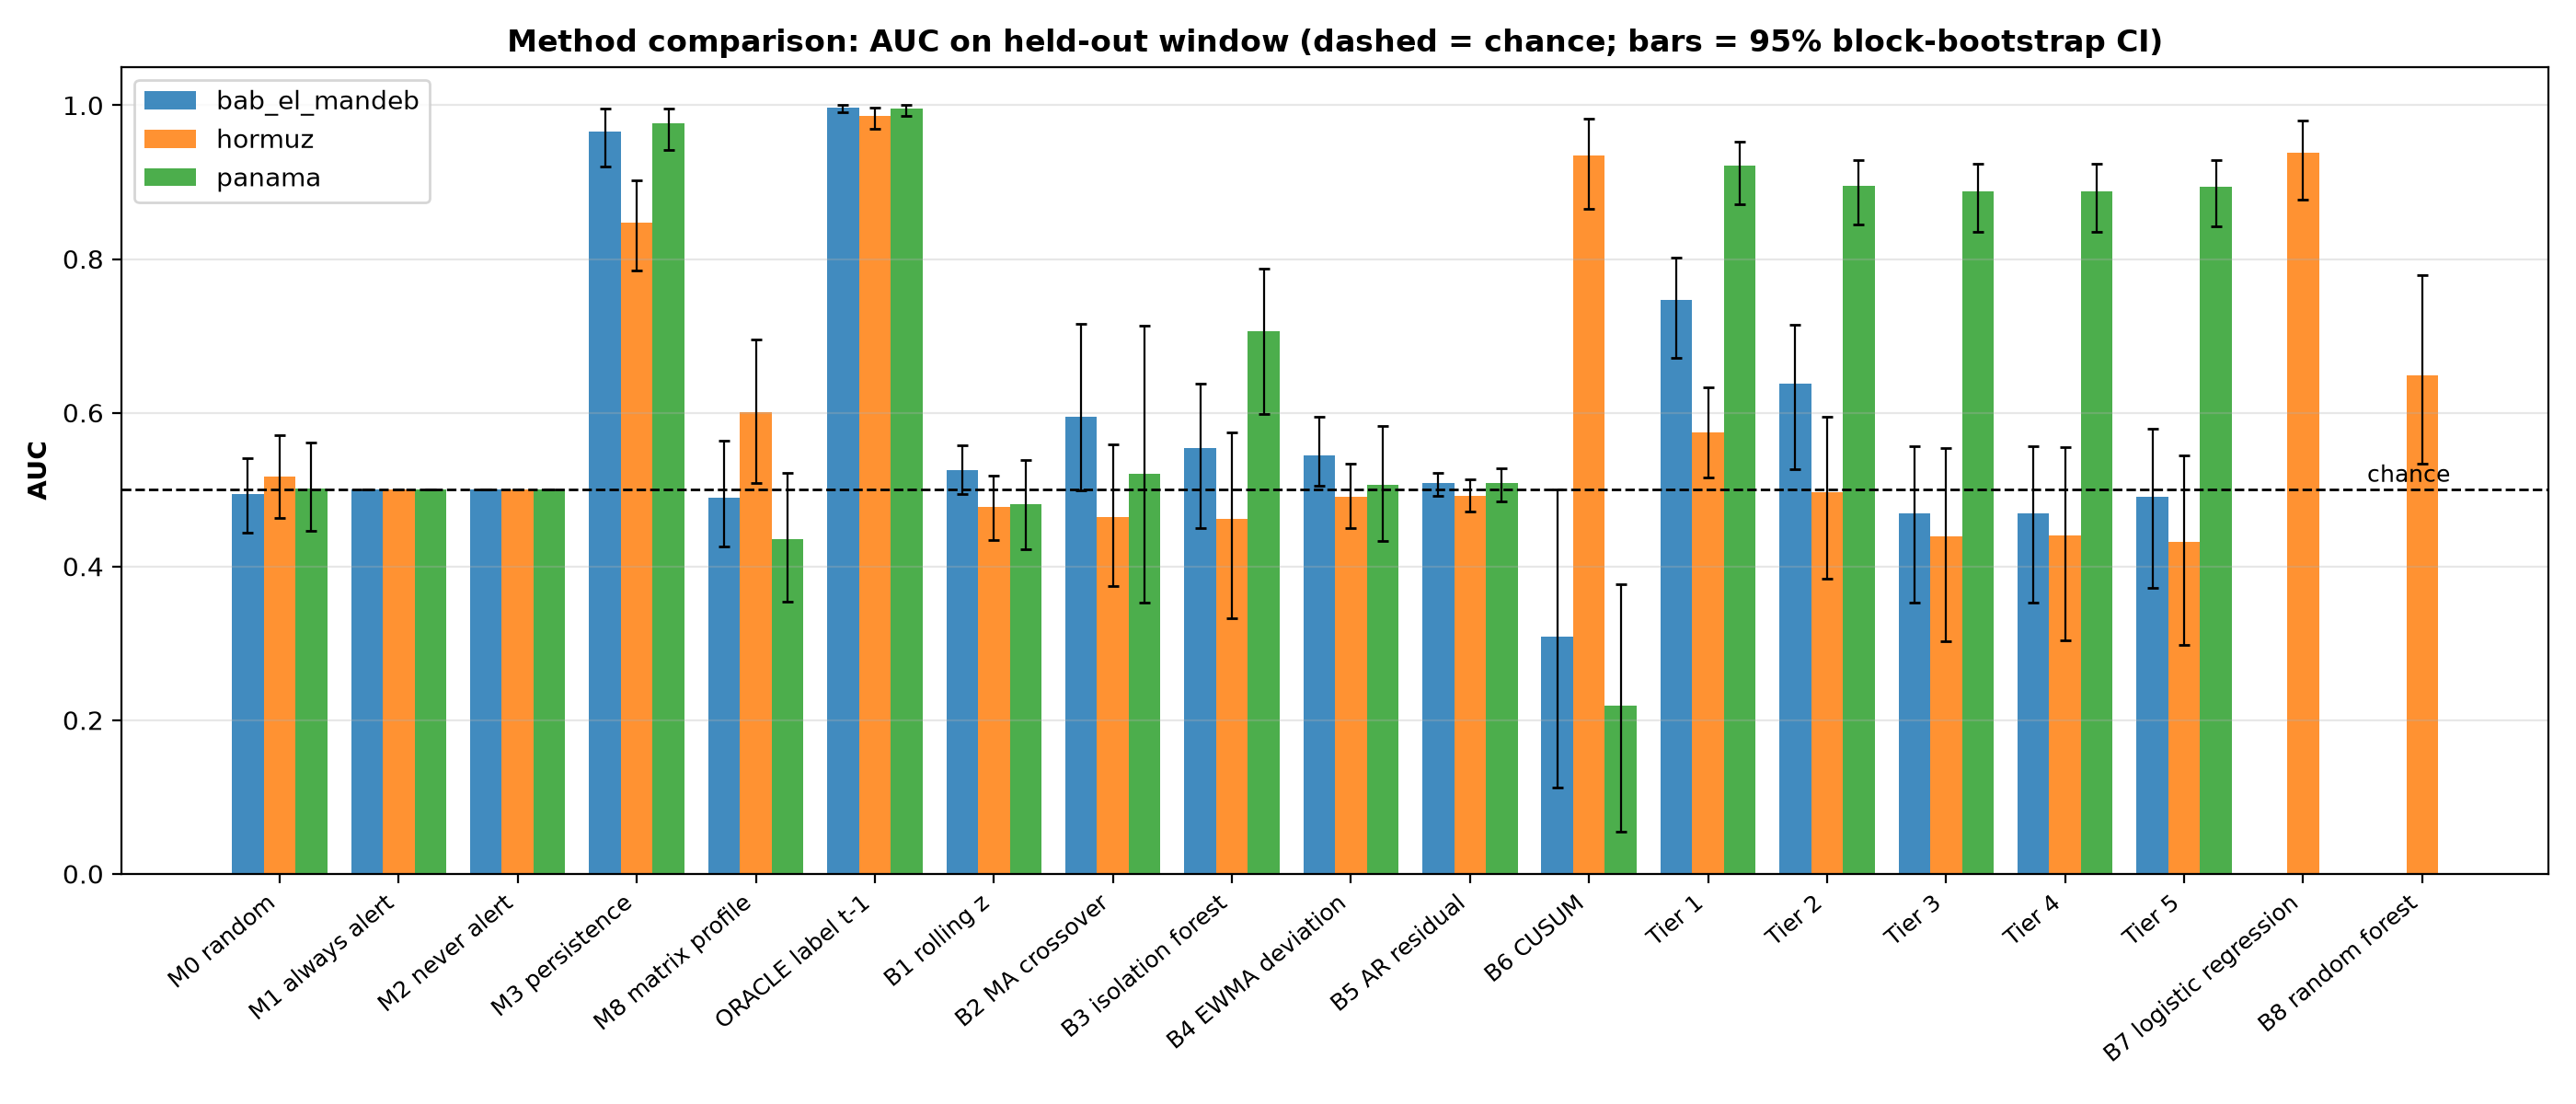 Method comparison: AUC on held-out window (dashed = chance; bars = 95% block-bootstrap CI)
bab_el_mandeb
hormuz
panama
AUC
1.0
0.8
0.6
0.4
0.2
0.0
chance
M0 random
M1 always alert
M2 never alert
M3 persistence
M8 matrix profile
ORACLE label t-1
B1 rolling z
B2 MA crossover
B3 isolation forest
B4 EWMA deviation
B5 AR residual
B6 CUSUM
Tier 1
Tier 2
Tier 3
Tier 4
Tier 5
B7 logistic regression
B8 random forest